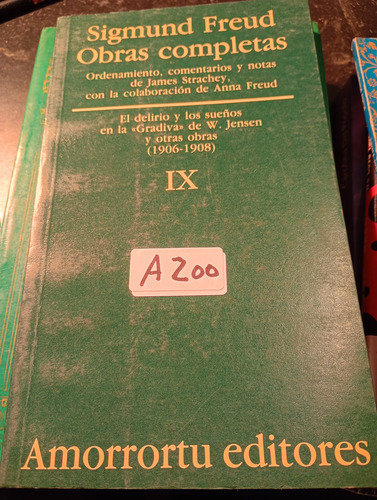 Sigmund Freud
Obras completas
Ordenamiento, comentarios y notas
de James Strachey,
con la colaboración de Anna Freud
El delirio y los sueños
en la «Gradiva» de W. Jensen
y otras obras
(1906-1908)
IX
A 200
Amorrortu editores